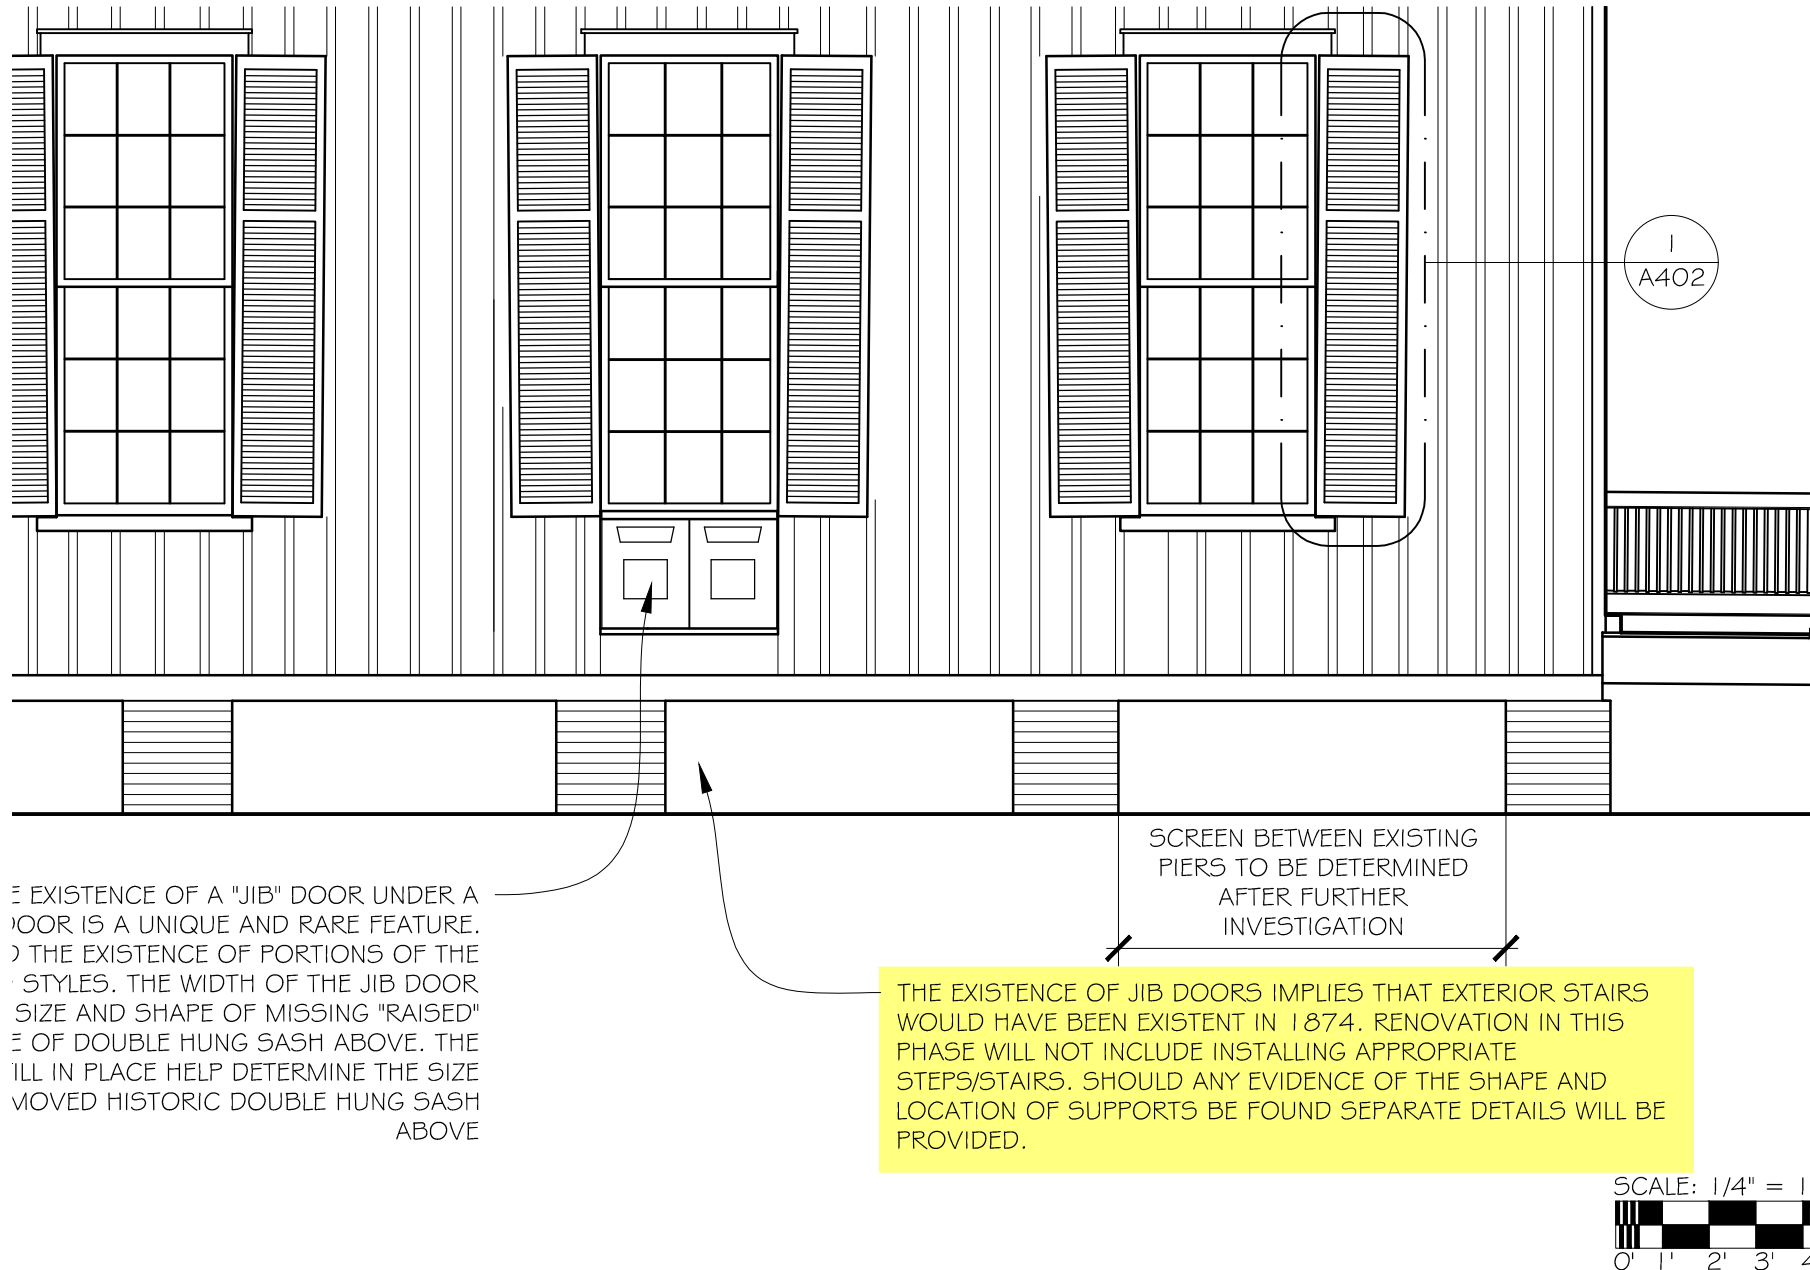 1
A402
SCREEN BETWEEN EXISTING
PIERS TO BE DETERMINED
AFTER FURTHER
INVESTIGATION
EXISTENCE OF A "JIB" DOOR UNDER A
DOOR IS A UNIQUE AND RARE FEATURE.
THE EXISTENCE OF PORTIONS OF THE
STYLES. THE WIDTH OF THE JIB DOOR
SIZE AND SHAPE OF MISSING "RAISED"
OF DOUBLE HUNG SASH ABOVE. THE
IN PLACE HELP DETERMINE THE SIZE
HISTORIC DOUBLE HUNG SASH
ABOVE
THE EXISTENCE OF JIB DOORS IMPLIES THAT EXTERIOR STAIRS
WOULD HAVE BEEN EXISTENT IN 1874. RENOVATION IN THIS
PHASE WILL NOT INCLUDE INSTALLING APPROPRIATE
STEPS/STAIRS. SHOULD ANY EVIDENCE OF THE SHAPE AND
LOCATION OF SUPPORTS BE FOUND SEPARATE DETAILS WILL BE
PROVIDED.
SCALE: 1/4" = 1
0' 1' 2' 3' 4